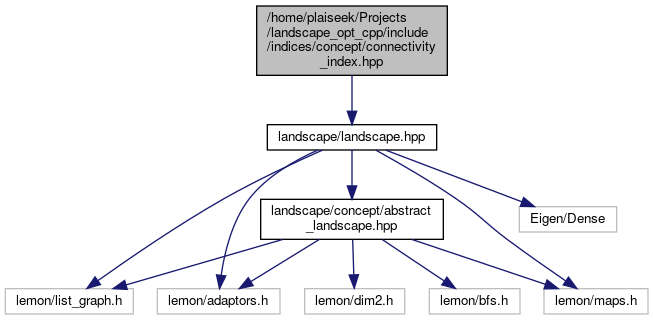 /home/plaiseek/Projects
/landscape_opt_cpp/include
/indices/concept/connectivity
_index.hpp
landscape/landscape.hpp
landscape/concept/abstract
_landscape.hpp
Eigen/Dense
lemon/list_graph.h
lemon/adaptors.h
lemon/dim2.h
lemon/bfs.h
lemon/maps.h